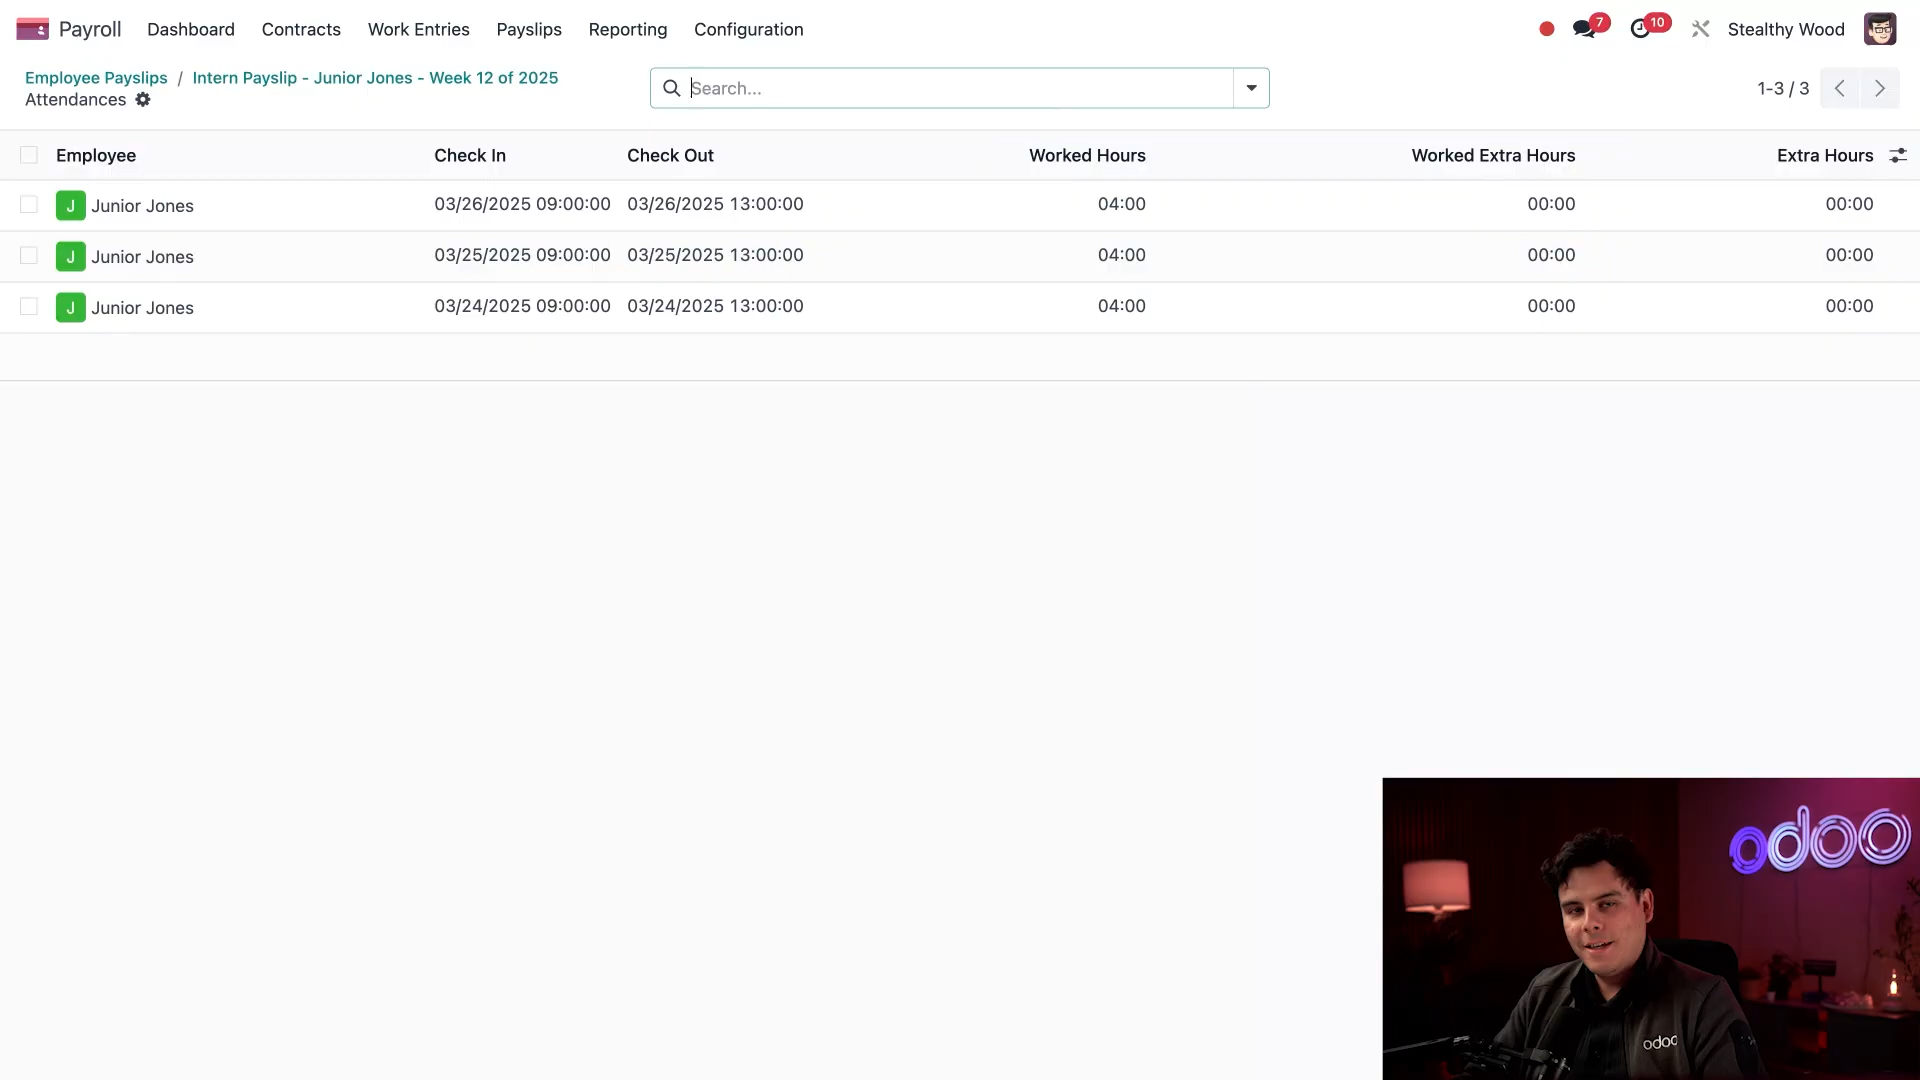 Payroll Dashboard Contracts Work Entries Payslips Reporting Configuration 7 10 Stealthy Wood
Employee Payslips / Intern Payslip - Junior Jones - Week 12 of 2025
Attendances
Search...
1-3 / 3
Employee Check In Check Out Worked Hours Worked Extra Hours Extra Hours
J Junior Jones 03/26/2025 09:00:00 03/26/2025 13:00:00 04:00 00:00 00:00
J Junior Jones 03/25/2025 09:00:00 03/25/2025 13:00:00 04:00 00:00 00:00
J Junior Jones 03/24/2025 09:00:00 03/24/2025 13:00:00 04:00 00:00 00:00
odoo
odoo